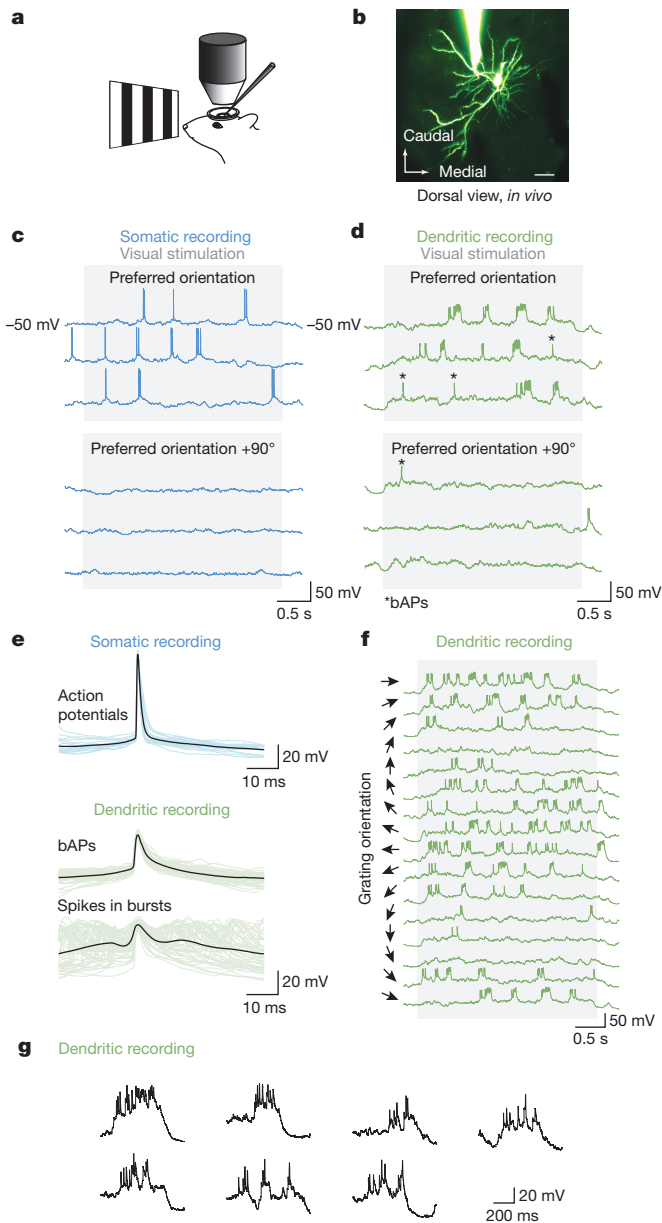 a
b
Caudal
Medial
Dorsal view, in vivo
c
Somatic recording
Visual stimulation
Preferred orientation
–50 mV
Preferred orientation +90°
50 mV
0.5 s
d
Dendritic recording
Visual stimulation
Preferred orientation
–50 mV
*
*
*
Preferred orientation +90°
*
*bAPs
50 mV
0.5 s
e
Somatic recording
Action
potentials
20 mV
10 ms
Dendritic recording
bAPs
Spikes in bursts
20 mV
10 ms
f
Dendritic recording
Grating orientation
50 mV
0.5 s
g
Dendritic recording
20 mV
200 ms